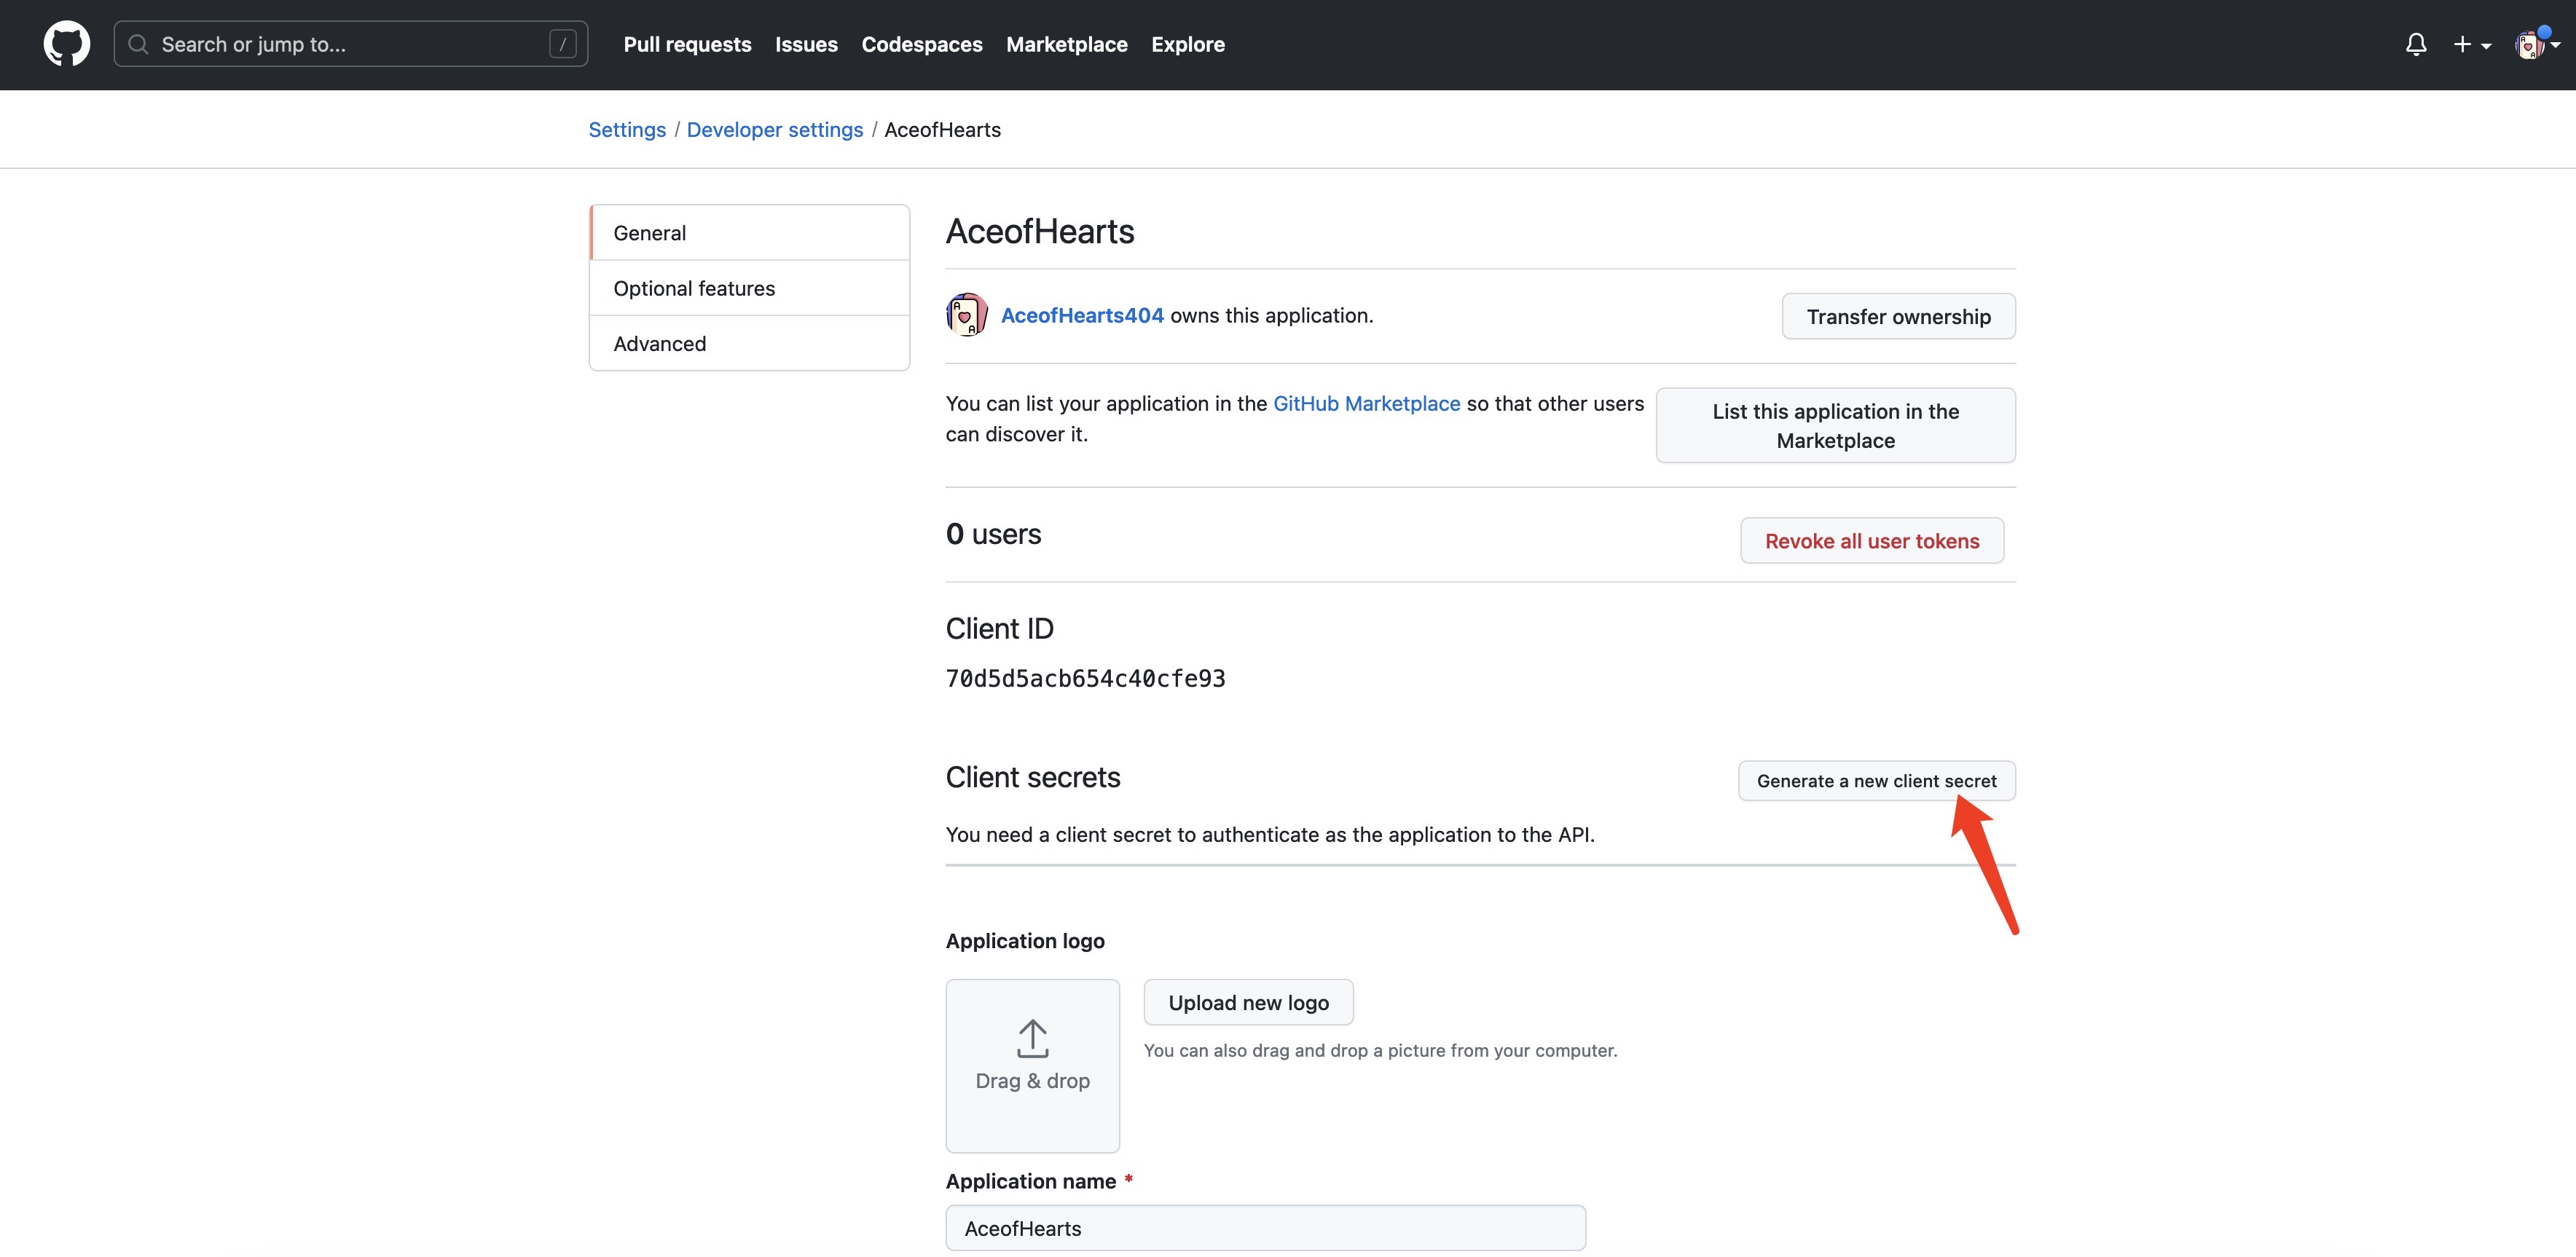 Search or jump to... /
Pull requests Issues Codespaces Marketplace Explore
Settings / Developer settings / AceofHearts
General
Optional features
Advanced
AceofHearts
AceofHearts404 owns this application.
Transfer ownership
You can list your application in the GitHub Marketplace so that other users
can discover it.
List this application in the
Marketplace
0 users
Revoke all user tokens
Client ID
70d5d5acb654c40cfe93
Client secrets
Generate a new client secret
You need a client secret to authenticate as the application to the API.
Application logo
Drag & drop
Upload new logo
You can also drag and drop a picture from your computer.
Application name *
AceofHearts